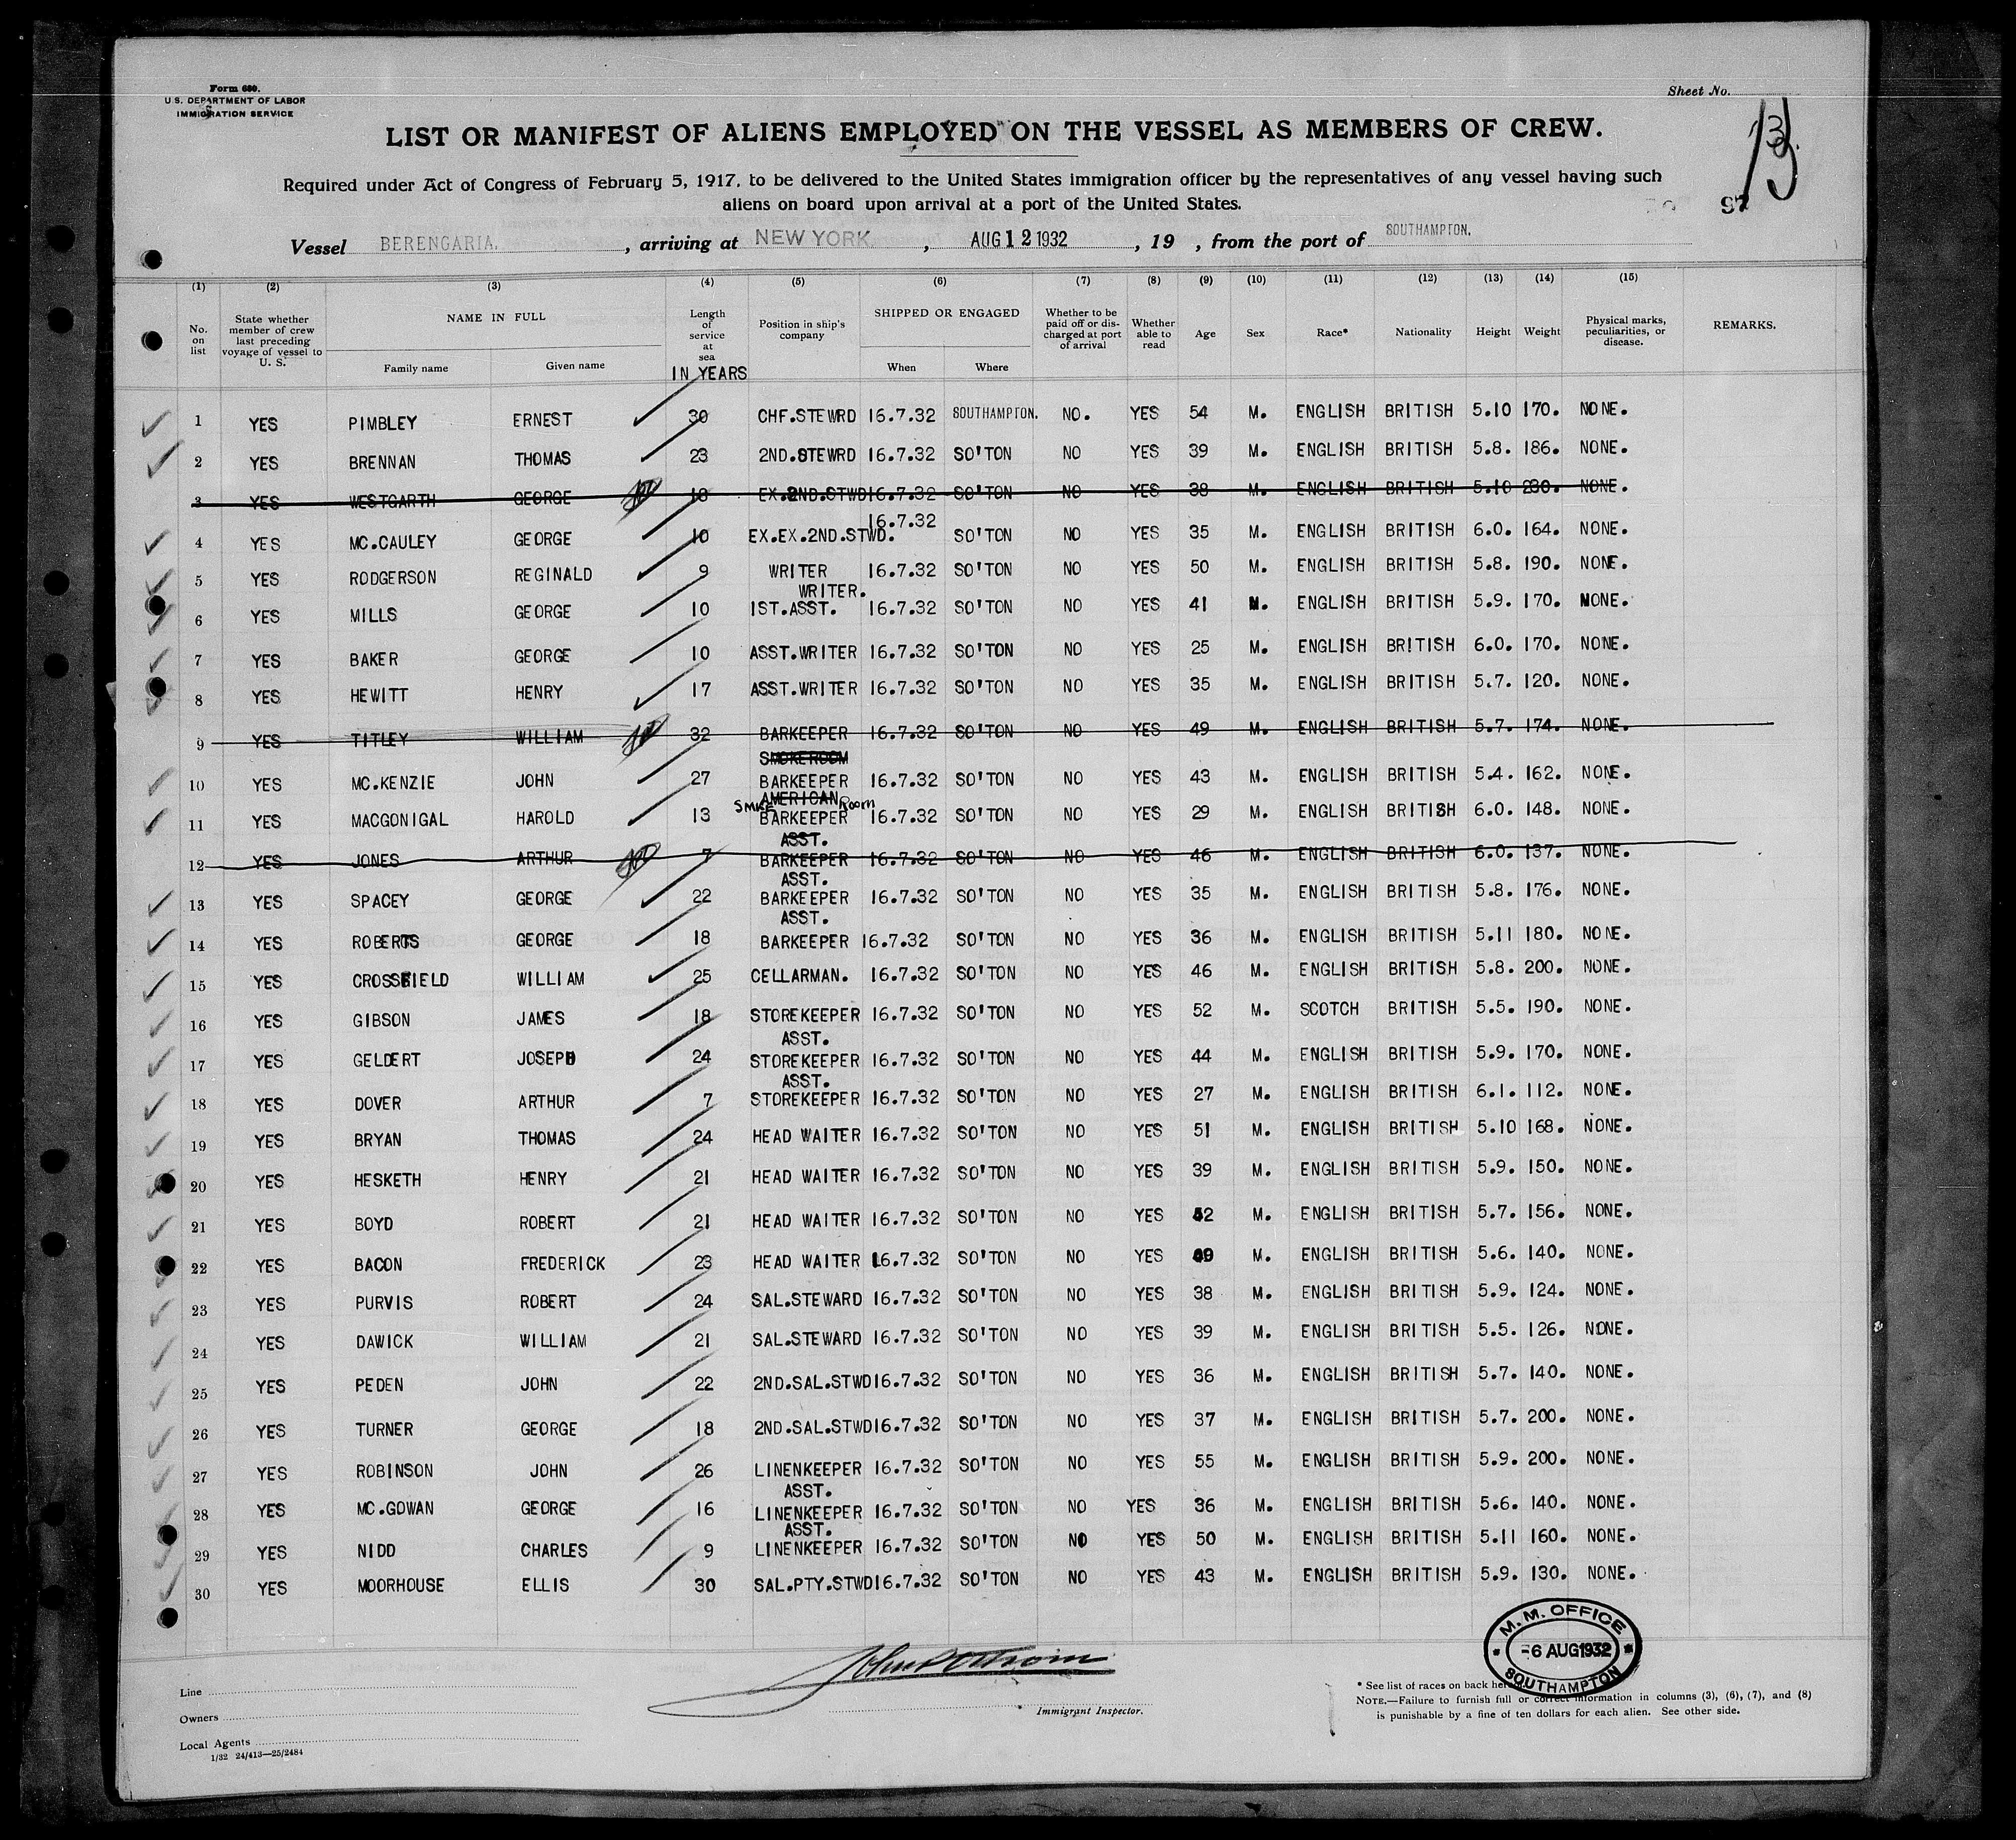 Form 680.
U.S. DEPARTMENT OF LABOR
IMMIGRATION SERVICE
Sheet No.
13
LIST OR MANIFEST OF ALIENS EMPLOYED ON THE VESSEL AS MEMBERS OF CREW.
Required under Act of Congress of February 5, 1917, to be delivered to the United States immigration officer by the representatives of any vessel having such
aliens on board upon arrival at a port of the United States.
97
Vessel BERENGARIA. , arriving at NEW YORK , AUG 12 1932 , 19 , from the port of SOUTHAMPTON.
(1) (2) (3) (4) (5) (6) (7) (8) (9) (10) (11) (12) (13) (14) (15)
No. on list State whether member of crew last preceding voyage of vessel to U. S. NAME IN FULL Family name Given name Length of service at sea IN YEARS Position in ship's company SHIPPED OR ENGAGED When Where Whether to be paid off or discharged at port of arrival Whether able to read Age Sex Race* Nationality Height Weight Physical marks, peculiarities, or disease. REMARKS.
1 YES PIMBLEY ERNEST 30 CHF.STEWRD 16.7.32 SOUTHAMPTON. NO. YES 54 M. ENGLISH BRITISH 5.10 170. NONE.
2 YES BRENNAN THOMAS 23 2ND.STEWRD 16.7.32 SO'TON NO YES 39 M. ENGLISH BRITISH 5.8. 186. NONE.
3 YES WESTGARTH GEORGE 18 EX.2ND.STWD 16.7.32 SO'TON NO YES 38 M. ENGLISH BRITISH 5.10 230. NONE.
4 YES MC.CAULEY GEORGE 10 EX.EX.2ND.STWD. 16.7.32 SO'TON NO YES 35 M. ENGLISH BRITISH 6.0. 164. NONE.
5 YES RODGERSON REGINALD 9 WRITER 16.7.32 SO'TON NO YES 50 M. ENGLISH BRITISH 5.8. 190. NONE.
6 YES MILLS GEORGE 10 WRITER. 1ST.ASST. 16.7.32 SO'TON NO YES 41 M. ENGLISH BRITISH 5.9. 170. NONE.
7 YES BAKER GEORGE 10 ASST.WRITER 16.7.32 SO'TON NO YES 25 M. ENGLISH BRITISH 6.0. 170. NONE.
8 YES HEWITT HENRY 17 ASST.WRITER 16.7.32 SO'TON NO YES 35 M. ENGLISH BRITISH 5.7. 120. NONE.
9 YES TITLEY WILLIAM 32 BARKEEPER 16.7.32 SO'TON NO YES 49 M. ENGLISH BRITISH 5.7. 174. NONE.
10 YES MC.KENZIE JOHN 27 SMOKEROOM BARKEEPER 16.7.32 SO'TON NO YES 43 M. ENGLISH BRITISH 5.4. 162. NONE.
11 YES MACGONIGAL HAROLD 13 AMERICAN SMKE Room BARKEEPER 16.7.32 SO'TON NO YES 29 M. ENGLISH BRITISH 6.0. 148. NONE.
12 YES JONES ARTHUR 7 ASST. BARKEEPER 16.7.32 SO'TON NO YES 46 M. ENGLISH BRITISH 6.0. 137. NONE.
13 YES SPACEY GEORGE 22 ASST. BARKEEPER 16.7.32 SO'TON NO YES 35 M. ENGLISH BRITISH 5.8. 176. NONE.
14 YES ROBERTS GEORGE 18 ASST. BARKEEPER 16.7.32 SO'TON NO YES 36 M. ENGLISH BRITISH 5.11 180. NONE.
15 YES CROSSFIELD WILLIAM 25 CELLARMAN. 16.7.32 SO'TON NO YES 46 M. ENGLISH BRITISH 5.8. 200. NONE.
16 YES GIBSON JAMES 18 STOREKEEPER 16.7.32 SO'TON NO YES 52 M. SCOTCH BRITISH 5.5. 190. NONE.
17 YES GELDERT JOSEPH 24 ASST. STOREKEEPER 16.7.32 SO'TON NO YES 44 M. ENGLISH BRITISH 5.9. 170. NONE.
18 YES DOVER ARTHUR 7 ASST. STOREKEEPER 16.7.32 SO'TON NO YES 27 M. ENGLISH BRITISH 6.1. 112. NONE.
19 YES BRYAN THOMAS 24 HEAD WAITER 16.7.32 SO'TON NO YES 51 M. ENGLISH BRITISH 5.10 168. NONE.
20 YES HESKETH HENRY 21 HEAD WAITER 16.7.32 SO'TON NO YES 39 M. ENGLISH BRITISH 5.9. 150. NONE.
21 YES BOYD ROBERT 21 HEAD WAITER 16.7.32 SO'TON NO YES M. ENGLISH BRITISH 5.7. 156. NONE.
22 YES BACON FREDERICK 23 HEAD WAITER 16.7.32 SO'TON NO YES M. ENGLISH BRITISH 5.6. 140. NONE.
23 YES PURVIS ROBERT 24 SAL.STEWARD 16.7.32 SO'TON NO YES 38 M. ENGLISH BRITISH 5.9. 124. NONE.
24 YES DAWICK WILLIAM 21 SAL.STEWARD 16.7.32 SO'TON NO YES 39 M. ENGLISH BRITISH 5.5. 126. NONE.
25 YES PEDEN JOHN 22 2ND.SAL.STWD 16.7.32 SO'TON NO YES 36 M. ENGLISH BRITISH 5.7. 140. NONE.
26 YES TURNER GEORGE 18 2ND.SAL.STWD 16.7.32 SO'TON NO YES 37 M. ENGLISH BRITISH 5.7. 200. NONE.
27 YES ROBINSON JOHN 26 LINENKEEPER 16.7.32 SO'TON NO YES 55 M. ENGLISH BRITISH 5.9. 200. NONE.
28 YES MC.GOWAN GEORGE 16 ASST. LINENKEEPER 16.7.32 SO'TON NO YES 36 M. ENGLISH BRITISH 5.6. 140. NONE.
29 YES NIDD CHARLES 9 ASST. LINENKEEPER 16.7.32 SO'TON NO YES 50 M. ENGLISH BRITISH 5.11 160. NONE.
30 YES MOORHOUSE ELLIS 30 SAL.PTY.STWD 16.7.32 SO'TON NO YES 43 M. ENGLISH BRITISH 5.9. 130. NONE.
M. M. OFFICE
-6 AUG 1932
SOUTHAMPTON
Line
Owners
Local Agents
1/32 24/413—25/2484
Immigrant Inspector.
* See list of races on back
NOTE.—Failure to furnish full or correct information in columns (3), (6), (7), and (8)
is punishable by a fine of ten dollars for each alien. See other side.